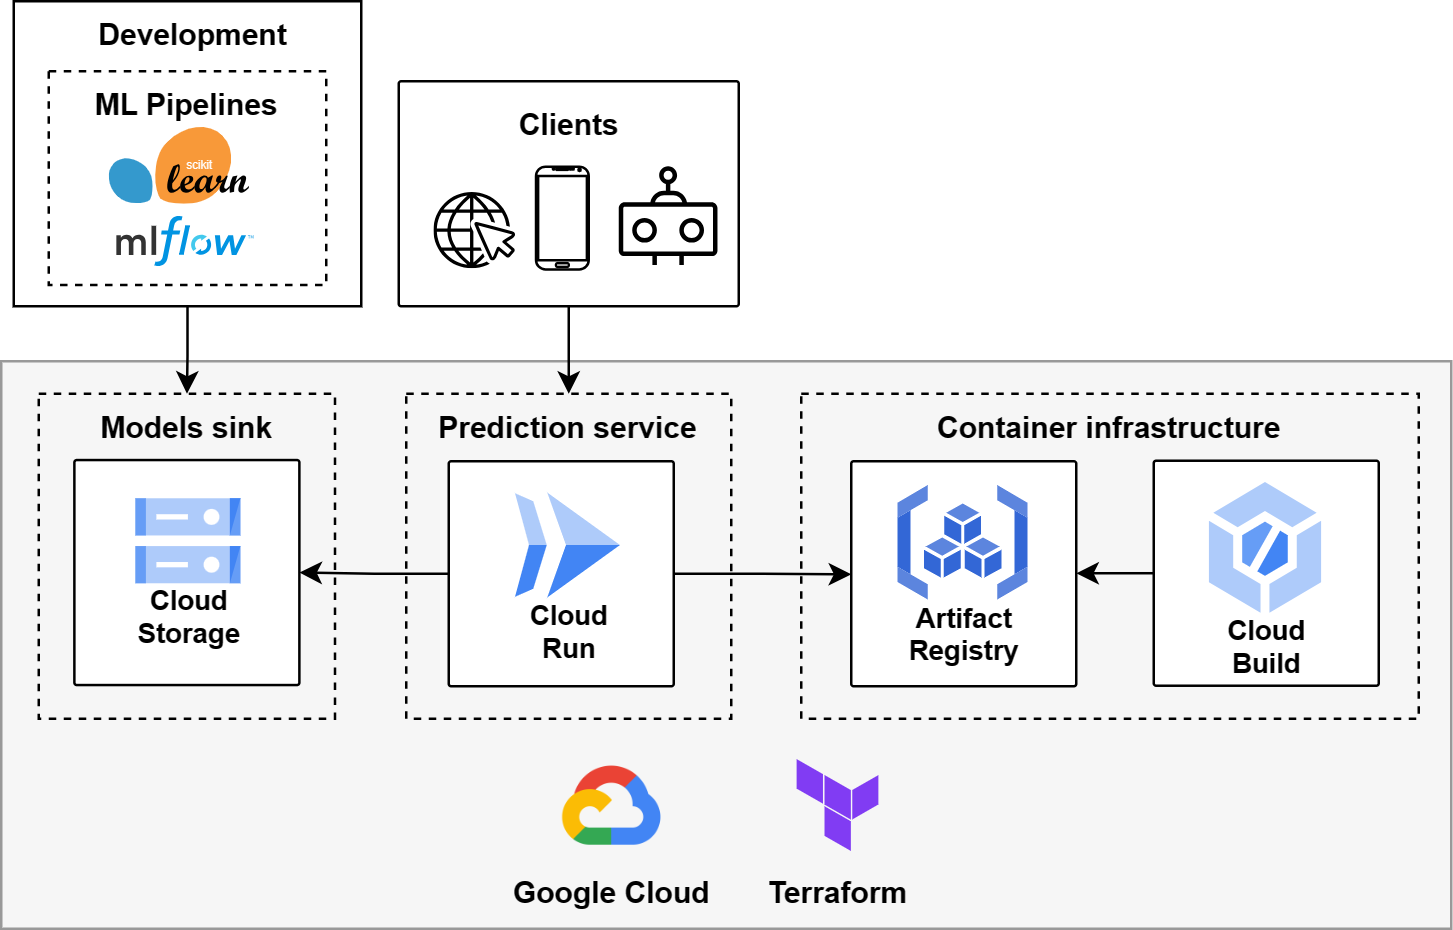 Development
ML Pipelines
scikit
learn
mlflow™
Clients
Models sink
Cloud
Storage
Prediction service
Cloud
Run
Container infrastructure
Artifact
Registry
Cloud
Build
Google Cloud
Terraform